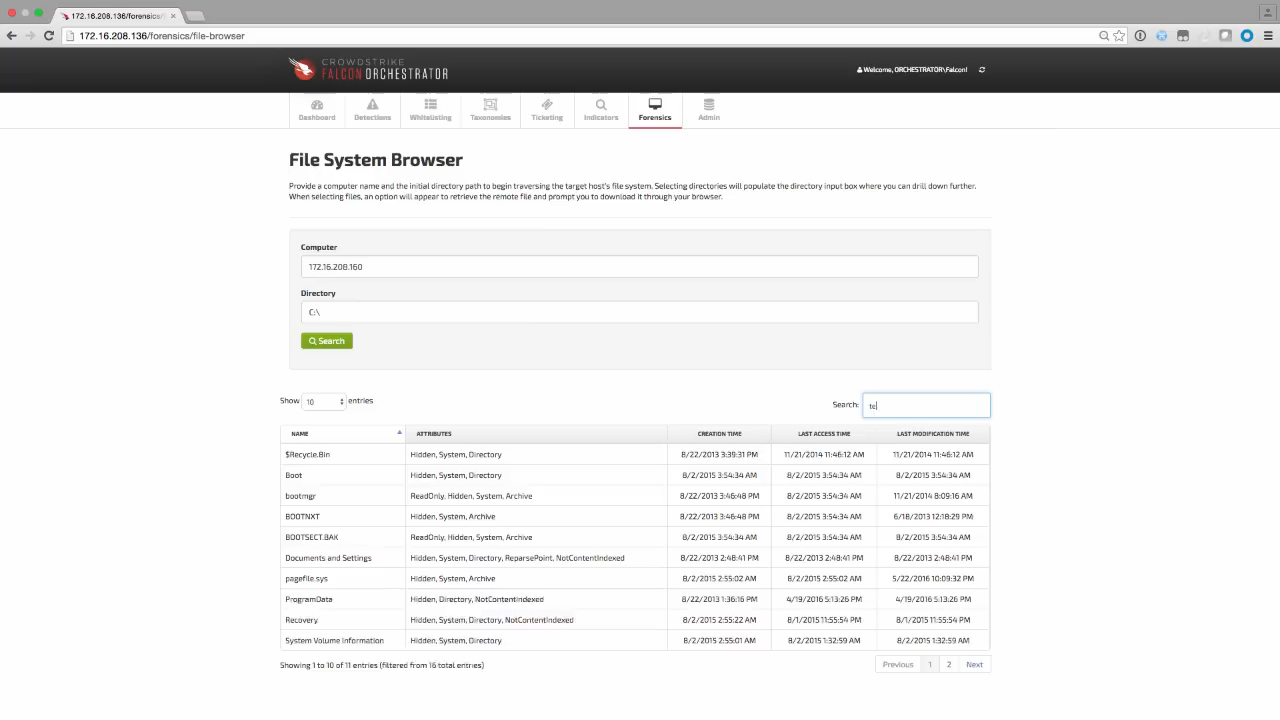 172.16.208.136/forensics/f
172.16.208.136/forensics/file-browser
CROWDSTRIKE
FALCON ORCHESTRATOR
Welcome, ORCHESTRATOR\Falcon!
Dashboard Detections Whitelisting Taxonomies Ticketing Indicators Forensics Admin
File System Browser
Provide a computer name and the initial directory path to begin traversing the target host's file system. Selecting directories will populate the directory input box where you can drill down further.
When selecting files, an option will appear to retrieve the remote file and prompt you to download it through your browser.
Computer
172.16.208.160
Directory
C:\
Search
Show 10 entries Search: te
NAME ATTRIBUTES CREATION TIME LAST ACCESS TIME LAST MODIFICATION TIME
$Recycle.Bin Hidden, System, Directory 8/22/2013 3:39:31 PM 11/21/2014 11:46:12 AM 11/21/2014 11:46:12 AM
Boot Hidden, System, Directory 8/2/2015 3:54:34 AM 8/2/2015 3:54:34 AM 8/2/2015 3:54:34 AM
bootmgr ReadOnly, Hidden, System, Archive 8/22/2013 3:46:48 PM 8/2/2015 3:54:34 AM 11/21/2014 8:09:16 AM
BOOTNXT Hidden, System, Archive 8/22/2013 3:46:48 PM 8/2/2015 3:54:34 AM 6/18/2013 12:18:29 PM
BOOTSECT.BAK ReadOnly, Hidden, System, Archive 8/2/2015 3:54:34 AM 8/2/2015 3:54:34 AM 8/2/2015 3:54:34 AM
Documents and Settings Hidden, System, Directory, ReparsePoint, NotContentIndexed 8/22/2013 2:48:41 PM 8/22/2013 2:48:41 PM 8/22/2013 2:48:41 PM
pagefile.sys Hidden, System, Archive 8/2/2015 2:55:02 AM 8/2/2015 2:55:02 AM 5/22/2016 10:09:32 PM
ProgramData Hidden, Directory, NotContentIndexed 8/22/2013 1:36:16 PM 4/19/2016 5:13:26 PM 4/19/2016 5:13:26 PM
Recovery Hidden, System, Directory, NotContentIndexed 8/2/2015 2:55:22 AM 8/1/2015 11:55:54 PM 8/1/2015 11:55:54 PM
System Volume Information Hidden, System, Directory 8/2/2015 2:55:01 AM 8/2/2015 1:32:59 AM 8/2/2015 1:32:59 AM
Showing 1 to 10 of 11 entries (filtered from 16 total entries) Previous 1 2 Next